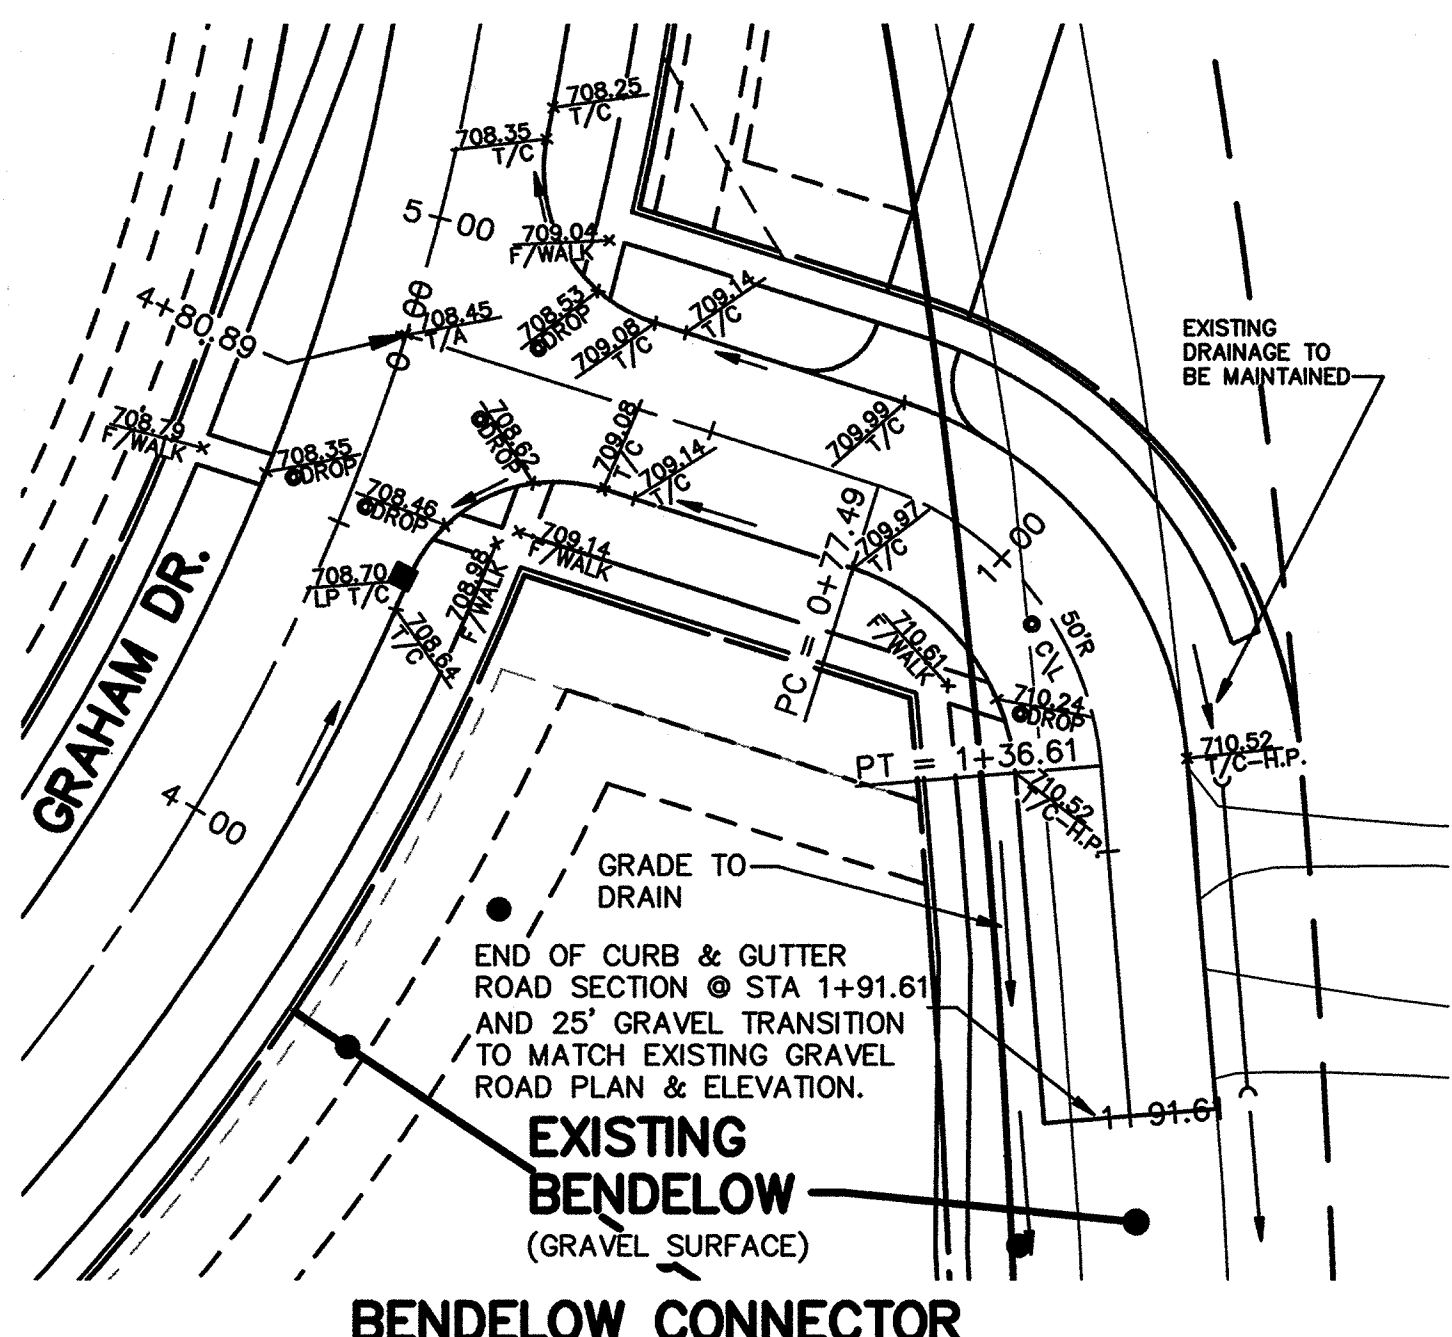 708.25
T/C
708.35
T/C
5+00
709.04
F/WALK
4+80.89
708.45
T/A
708.53
@DROP
709.14
T/C
709.08
T/C
EXISTING
DRAINAGE TO
BE MAINTAINED
708.79
F/WALK
708.35
@DROP
708.62
@DROP
709.08
T/C
709.14
T/C
709.99
T/C
708.46
@DROP
709.14
F/WALK
709.97
T/C
1+00
PC = 0+77.49
708.70
LP T/C
708.98
F/WALK
708.64
T/C
710.61
F/WALK
50'R
C\L
710.24
@DROP
GRAHAM DR.
PT = 1+36.61
710.52
T/C-H.P.
710.52
T/C-H.P.
4+00
GRADE TO
DRAIN
END OF CURB & GUTTER
ROAD SECTION @ STA 1+91.61
AND 25' GRAVEL TRANSITION
TO MATCH EXISTING GRAVEL
ROAD PLAN & ELEVATION.
1+91.61
EXISTING
BENDELOW
(GRAVEL SURFACE)
BENDELOW CONNECTOR